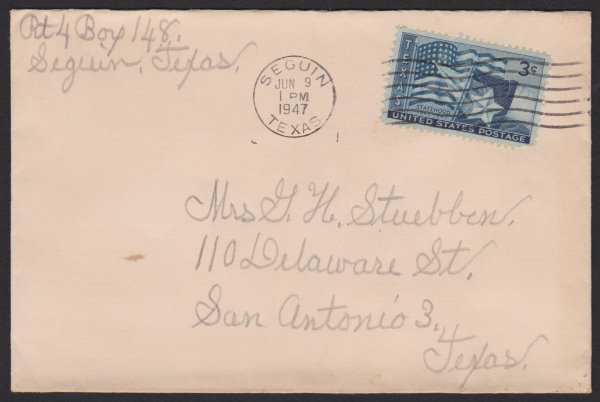 Rt 4 Box 148.
Seguin, Texas.
SEGUIN
JUN 9
1 PM
1947
TEXAS
TEXAS
3¢
STATEHOOD
UNITED STATES POSTAGE
Mrs. G. H. Stuebben.
110 Delaware St.
San Antonio 3.
Texas.